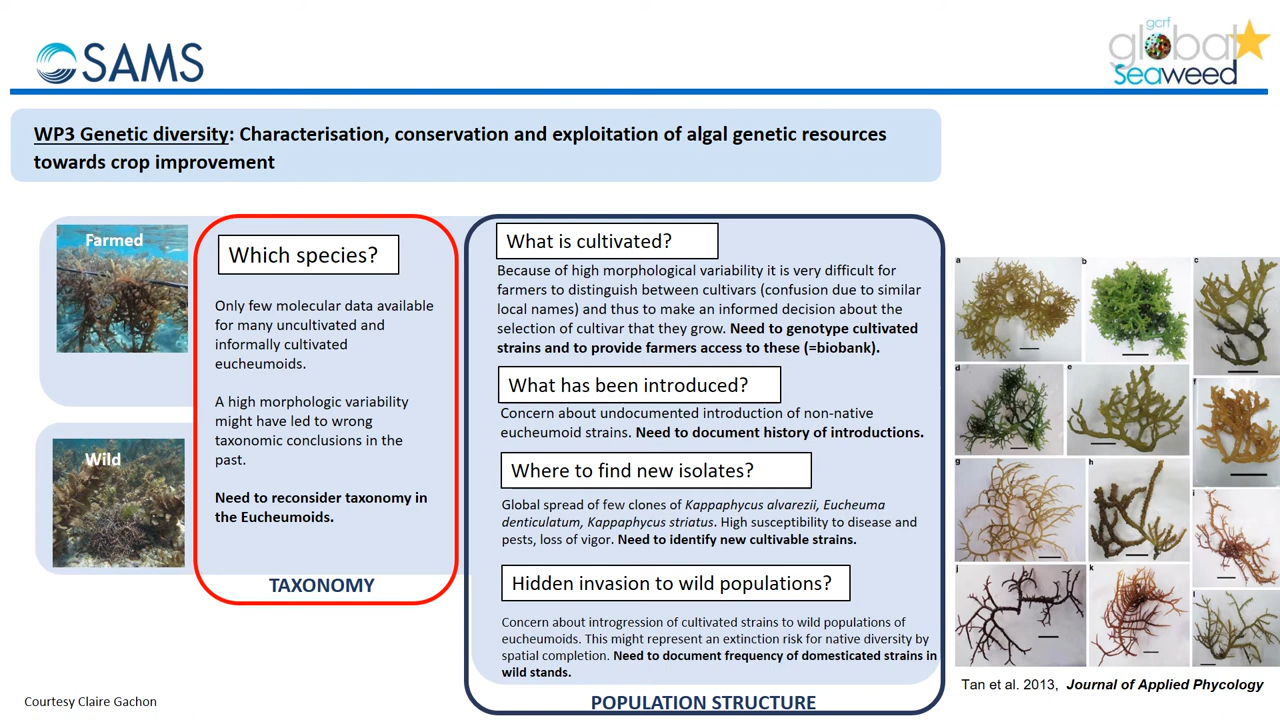 SAMS
gcrf
global
Seaweed
WP3 Genetic diversity: Characterisation, conservation and exploitation of algal genetic resources
towards crop improvement
Farmed
Wild
Which species?
Only few molecular data available
for many uncultivated and
informally cultivated
eucheumoids.
A high morphologic variability
might have led to wrong
taxonomic conclusions in the
past.
Need to reconsider taxonomy in
the Eucheumoids.
TAXONOMY
What is cultivated?
Because of high morphological variability it is very difficult for
farmers to distinguish between cultivars (confusion due to similar
local names) and thus to make an informed decision about the
selection of cultivar that they grow. Need to genotype cultivated
strains and to provide farmers access to these (=biobank).
What has been introduced?
Concern about undocumented introduction of non-native
eucheumoid strains. Need to document history of introductions.
Where to find new isolates?
Global spread of few clones of Kappaphycus alvarezii, Eucheuma
denticulatum, Kappaphycus striatus. High susceptibility to disease and
pests, loss of vigor. Need to identify new cultivable strains.
Hidden invasion to wild populations?
Concern about introgression of cultivated strains to wild populations of
eucheumoids. This might represent an extinction risk for native diversity by
spatial completion. Need to document frequency of domesticated strains in
wild stands.
POPULATION STRUCTURE
a
b
c
d
e
f
g
h
i
j
k
l
Tan et al. 2013, Journal of Applied Phycology
Courtesy Claire Gachon